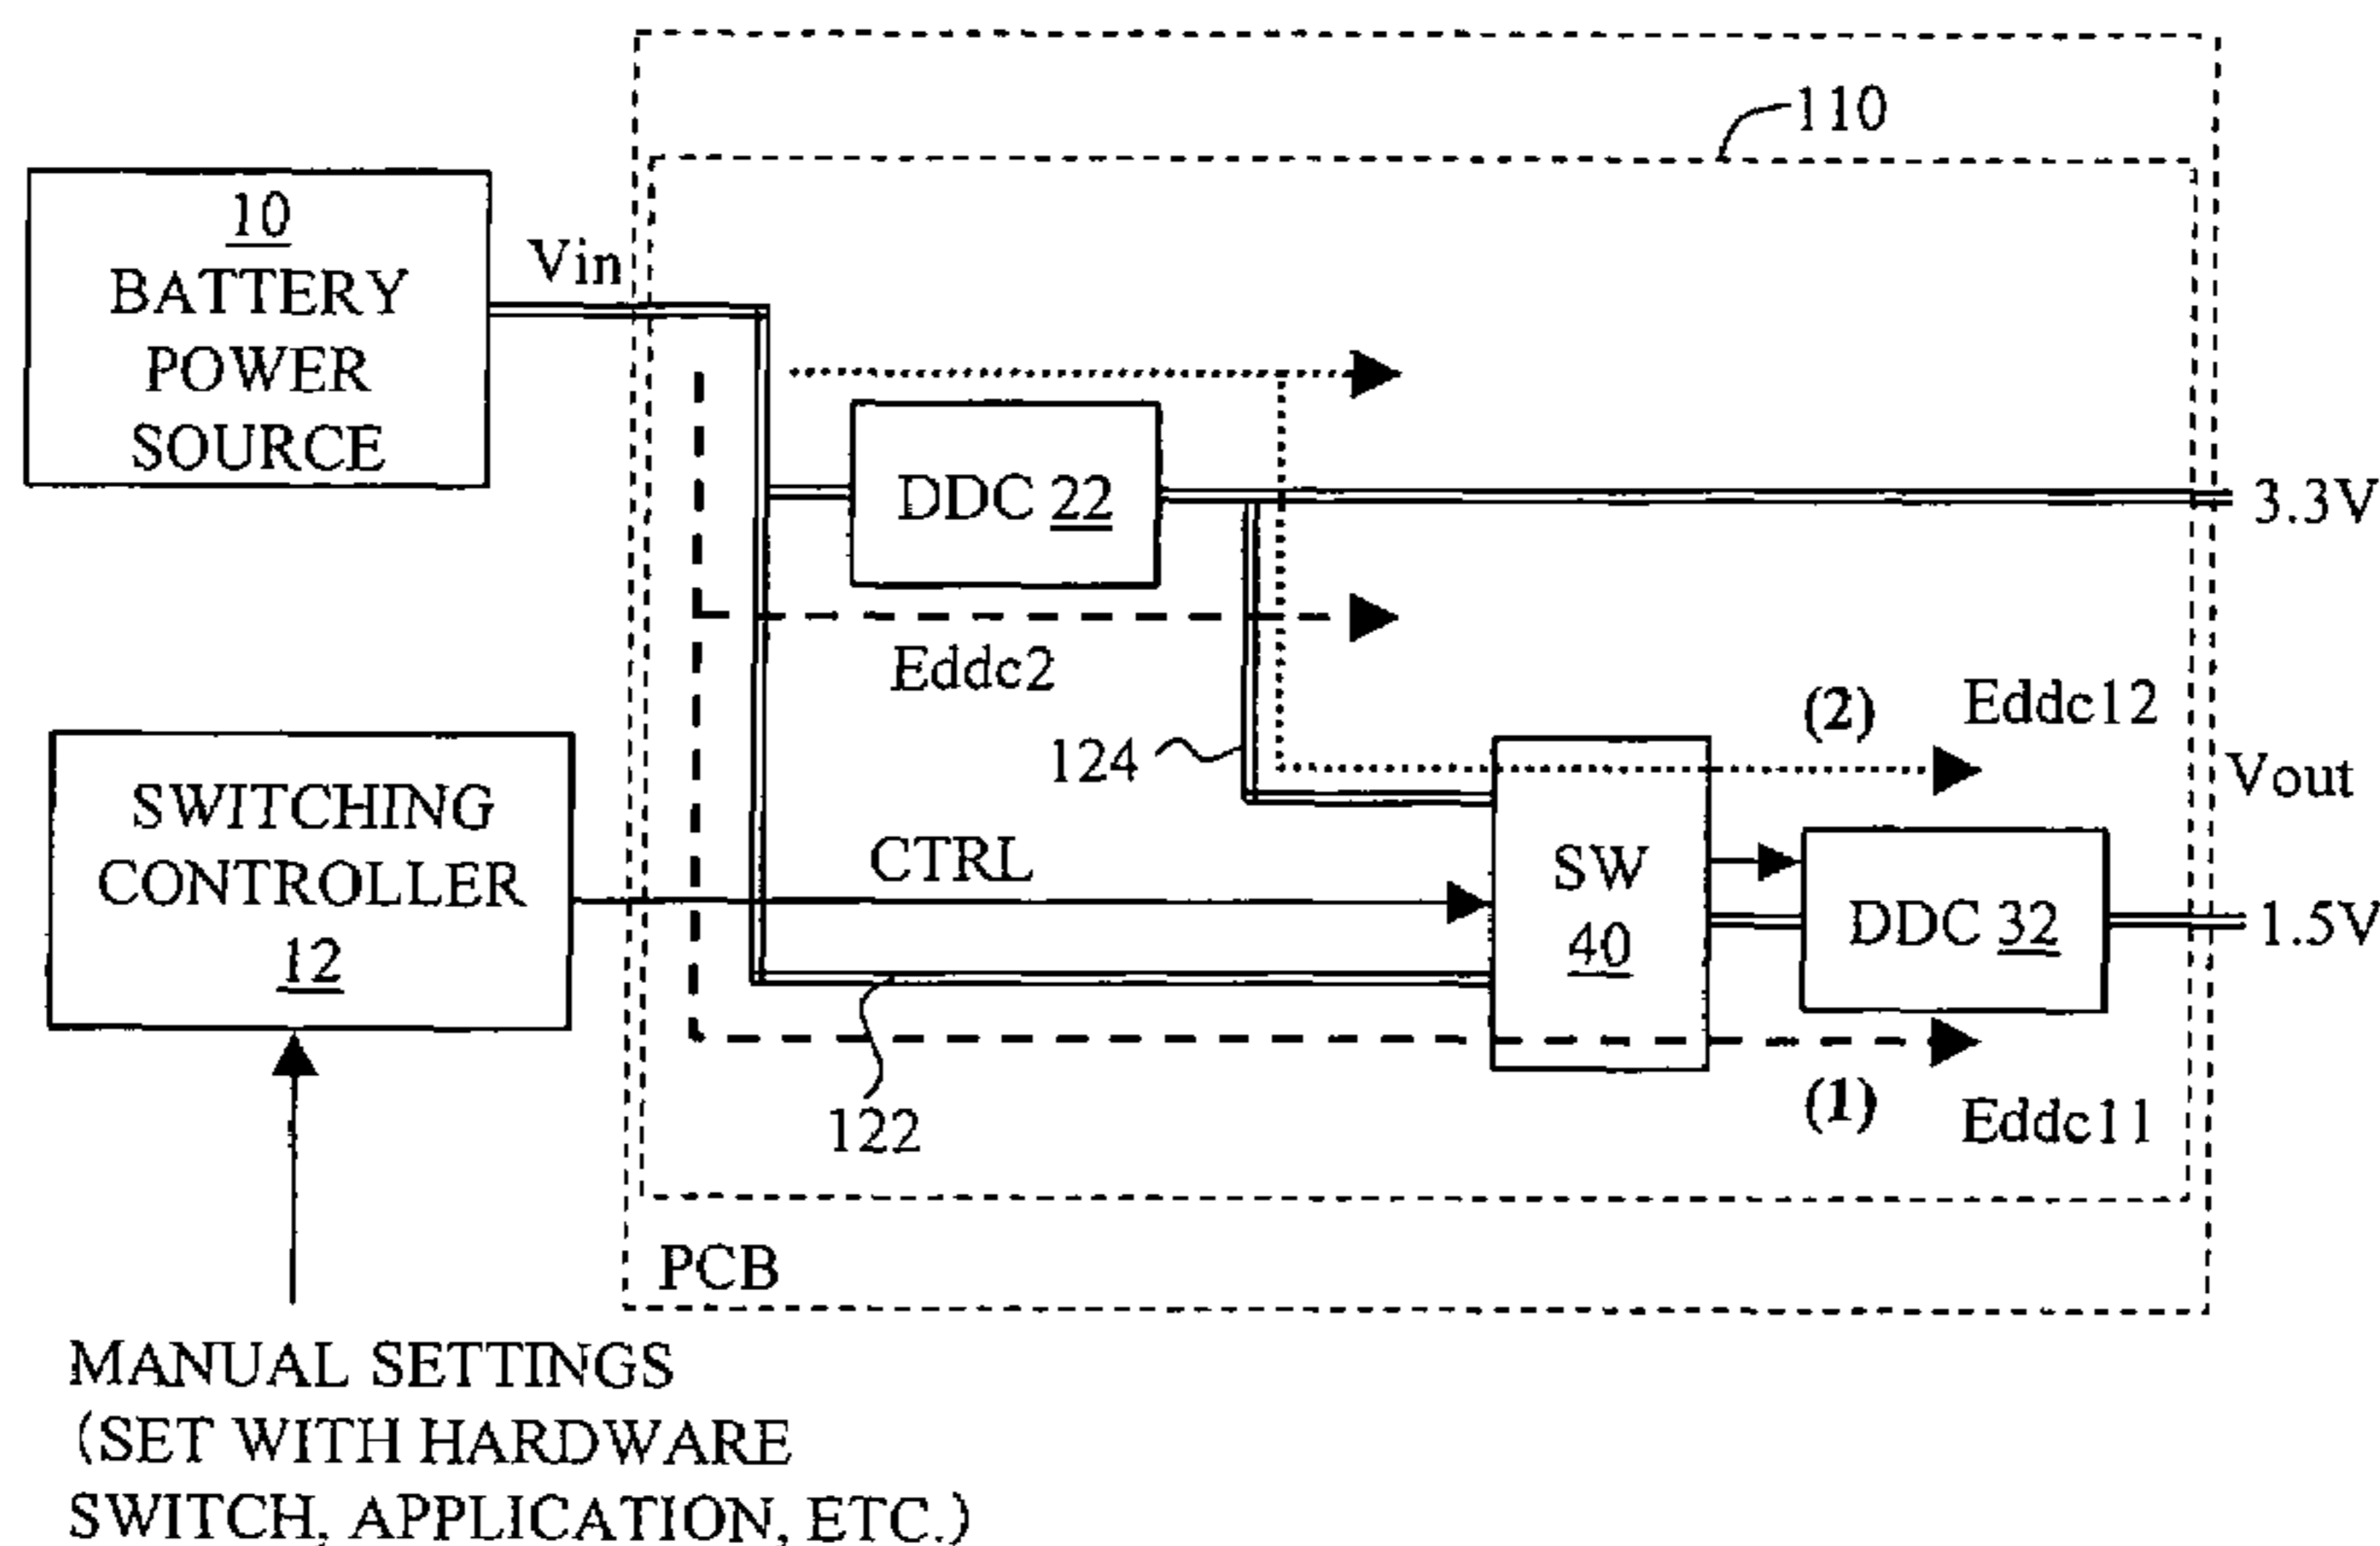 110
10
BATTERY
POWER
SOURCE
Vin
DDC 22
3.3V
Eddc2
(2)
Eddc12
124
Vout
SWITCHING
CONTROLLER
12
CTRL
SW
40
DDC 32
1.5V
122
(1)
Eddc11
PCB
MANUAL SETTINGS
(SET WITH HARDWARE
SWITCH, APPLICATION, ETC.)